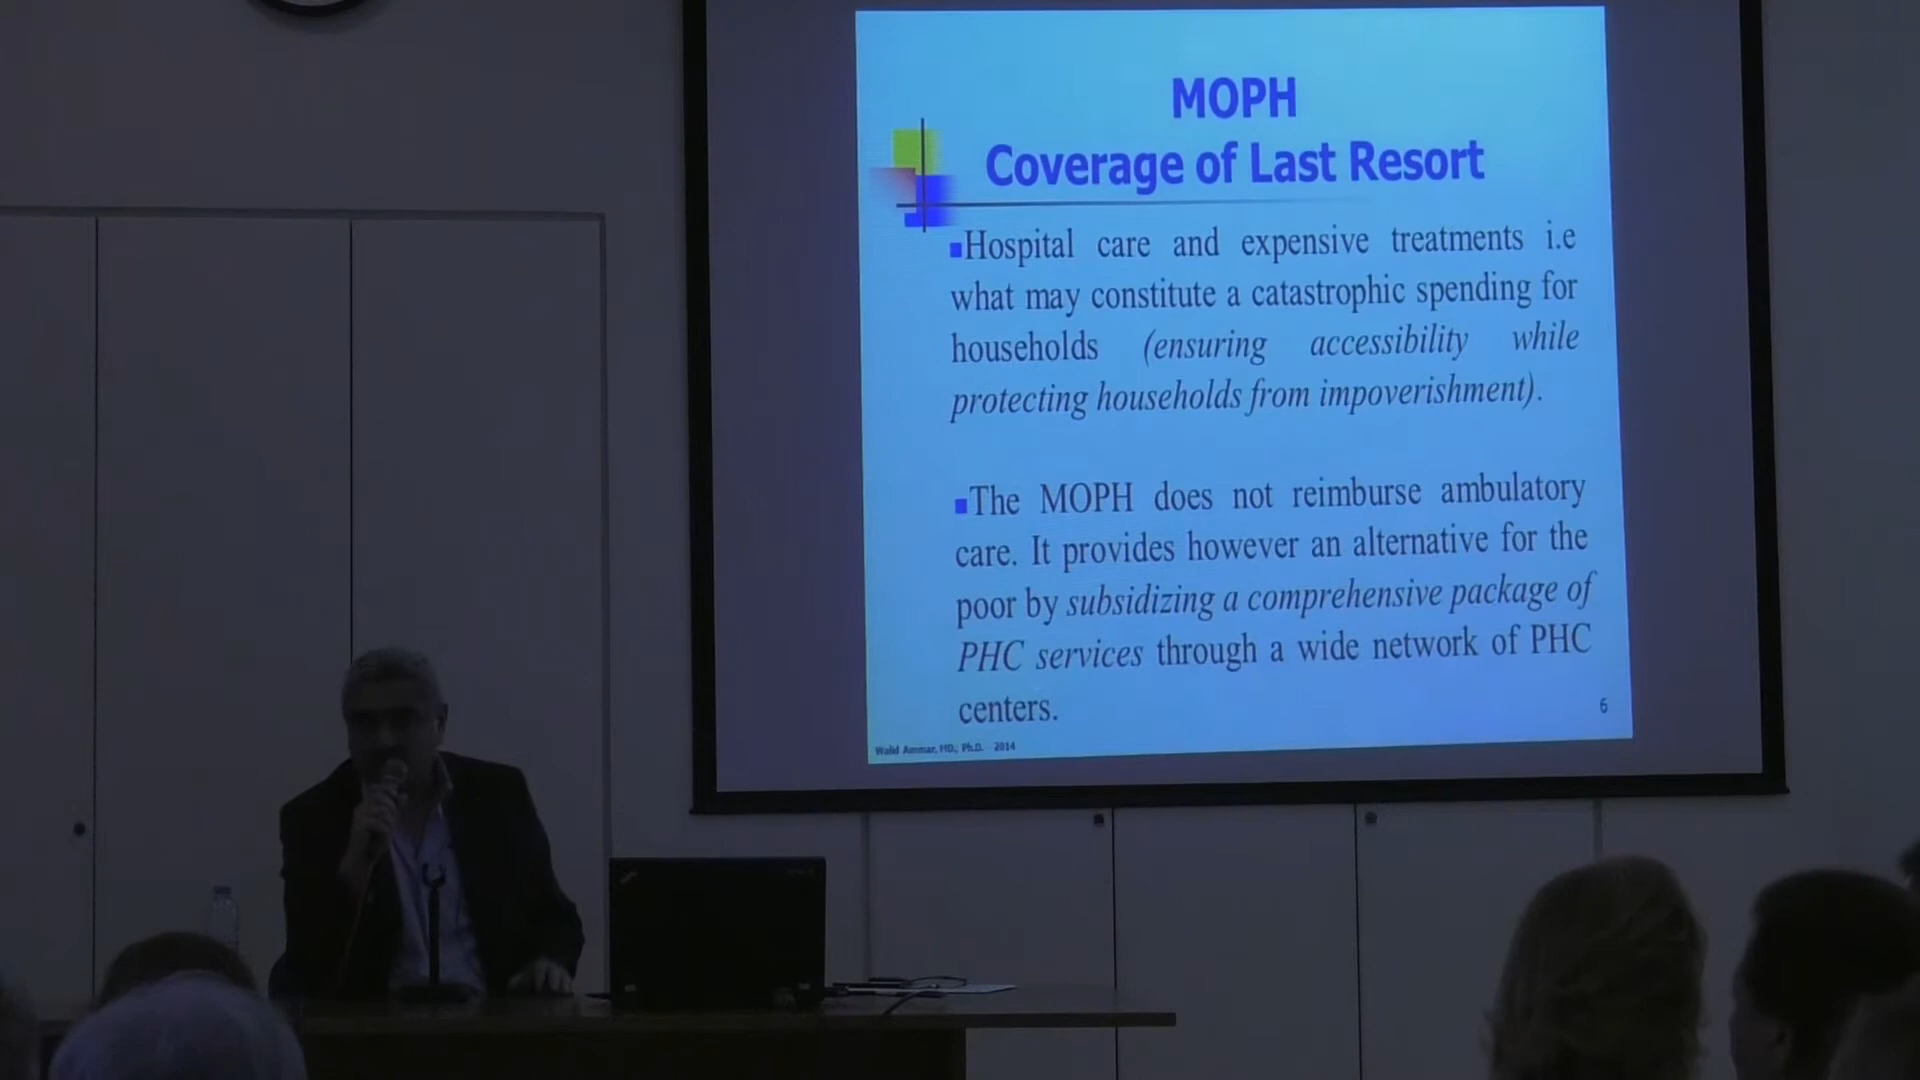 MOPH
Coverage of Last Resort
Hospital care and expensive treatments i.e
what may constitute a catastrophic spending for
households (ensuring accessibility while
protecting households from impoverishment).
The MOPH does not reimburse ambulatory
care. It provides however an alternative for the
poor by subsidizing a comprehensive package of
PHC services through a wide network of PHC
centers.
6
Walid Ammar, MD., Ph.D. 2014